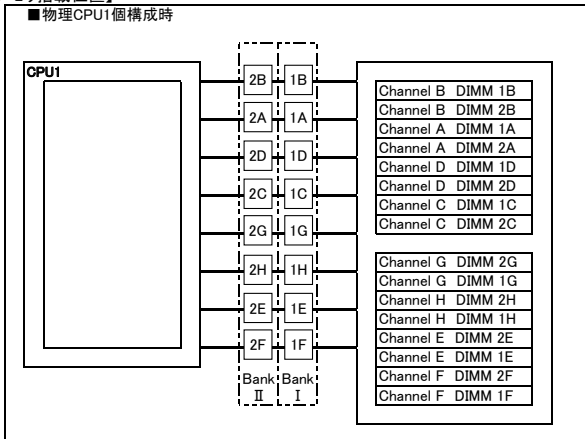 ■物理CPU1個構成時
CPU1
2B 1B
2A 1A
2D 1D
2C 1C
2G 1G
2H 1H
2E 1E
2F 1F
Bank Bank
Ⅱ Ⅰ
Channel B DIMM 1B
Channel B DIMM 2B
Channel A DIMM 1A
Channel A DIMM 2A
Channel D DIMM 1D
Channel D DIMM 2D
Channel C DIMM 1C
Channel C DIMM 2C
Channel G DIMM 2G
Channel G DIMM 1G
Channel H DIMM 2H
Channel H DIMM 1H
Channel E DIMM 2E
Channel E DIMM 1E
Channel F DIMM 2F
Channel F DIMM 1F